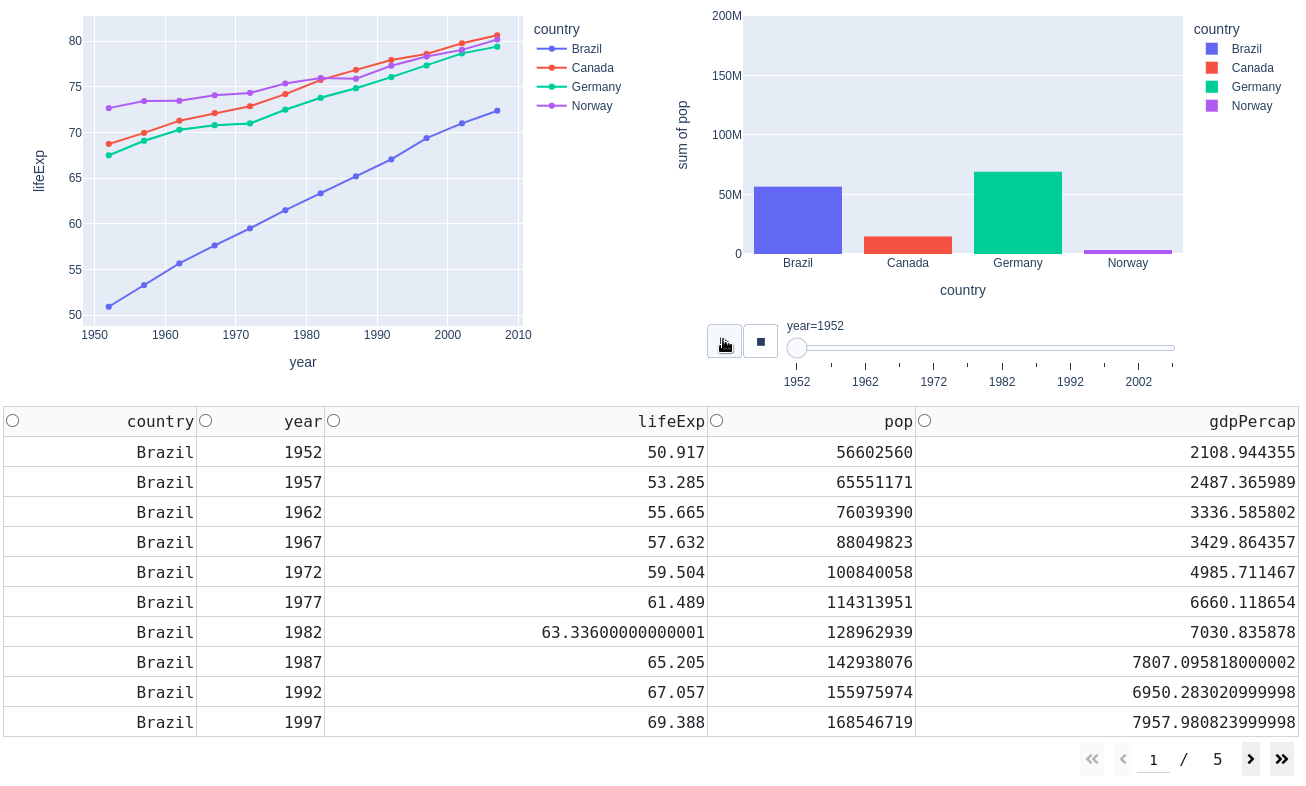 80
75
70
65
60
55
50
lifeExp
1950 1960 1970 1980 1990 2000 2010
year
country
Brazil
Canada
Germany
Norway
200M
150M
100M
50M
0
sum of pop
Brazil Canada Germany Norway
country
country
Brazil
Canada
Germany
Norway
year=1952
1952 1962 1972 1982 1992 2002
country year lifeExp pop gdpPercap
Brazil 1952 50.917 56602560 2108.944355
Brazil 1957 53.285 65551171 2487.365989
Brazil 1962 55.665 76039390 3336.585802
Brazil 1967 57.632 88049823 3429.864357
Brazil 1972 59.504 100840058 4985.711467
Brazil 1977 61.489 114313951 6660.118654
Brazil 1982 63.33600000000001 128962939 7030.835878
Brazil 1987 65.205 142938076 7807.095818000002
Brazil 1992 67.057 155975974 6950.283020999998
Brazil 1997 69.388 168546719 7957.980823999998
1 / 5